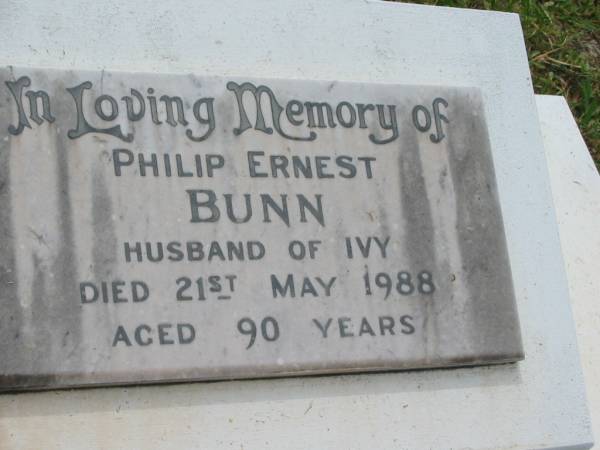 In Loving Memory of
PHILIP ERNEST
BUNN
HUSBAND OF IVY
DIED 21ST MAY 1988
AGED 90 YEARS